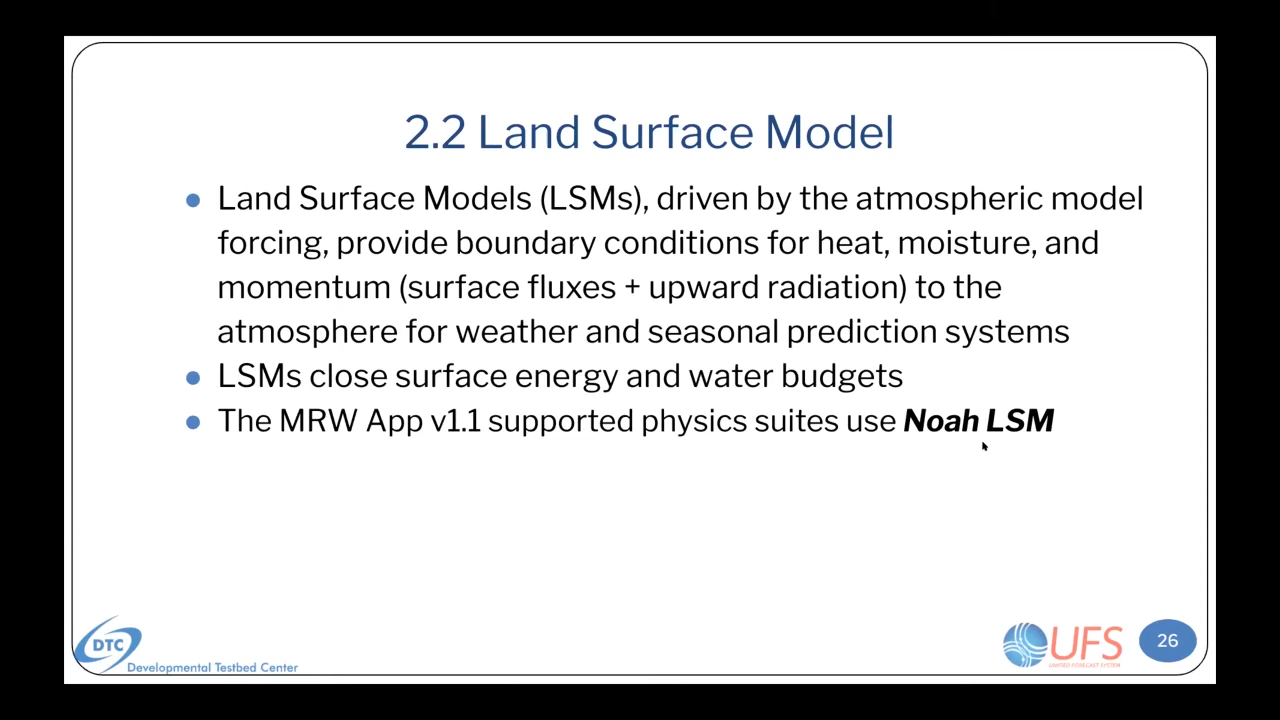 2.2 Land Surface Model
● Land Surface Models (LSMs), driven by the atmospheric model
forcing, provide boundary conditions for heat, moisture, and
momentum (surface fluxes + upward radiation) to the
atmosphere for weather and seasonal prediction systems
● LSMs close surface energy and water budgets
● The MRW App v1.1 supported physics suites use Noah LSM
DTC
Developmental Testbed Center
UFS
UNIFIED FORECAST SYSTEM
26